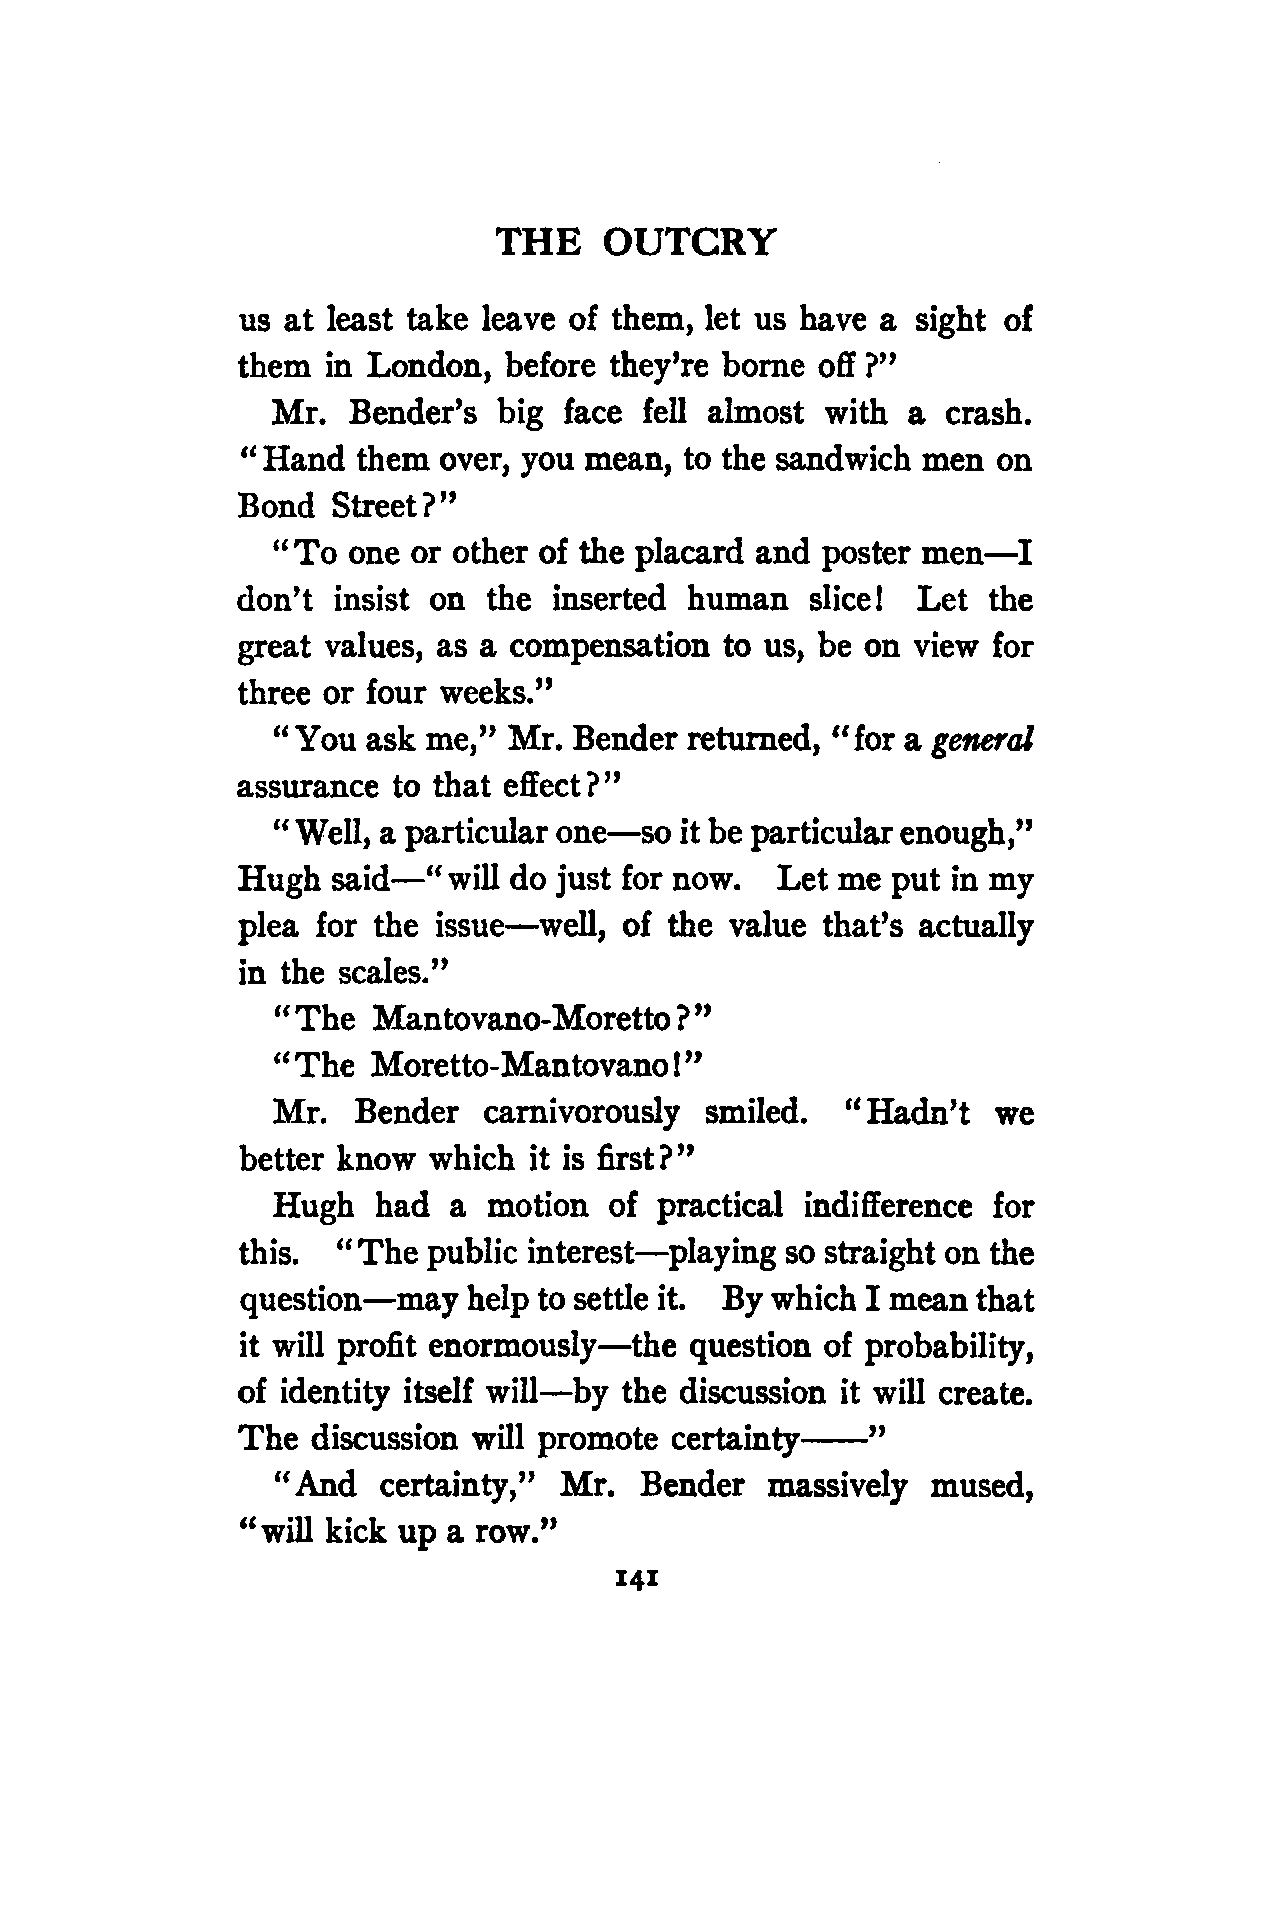 THE OUTCRY
us at least take leave of them, let us have a sight of
them in London, before they're borne off?"
Mr. Bender's big face fell almost with a crash.
"Hand them over, you mean, to the sandwich men on
Bond Street?"
"To one or other of the placard and poster men—I
don't insist on the inserted human slice! Let the
great values, as a compensation to us, be on view for
three or four weeks."
"You ask me," Mr. Bender returned, "for a general
assurance to that effect?"
"Well, a particular one—so it be particular enough,"
Hugh said—"will do just for now. Let me put in my
plea for the issue—well, of the value that's actually
in the scales."
"The Mantovano-Moretto?"
"The Moretto-Mantovano!"
Mr. Bender carnivorously smiled. "Hadn't we
better know which it is first?"
Hugh had a motion of practical indifference for
this. "The public interest—playing so straight on the
question—may help to settle it. By which I mean that
it will profit enormously—the question of probability,
of identity itself will—by the discussion it will create.
The discussion will promote certainty——"
"And certainty," Mr. Bender massively mused,
"will kick up a row."
141